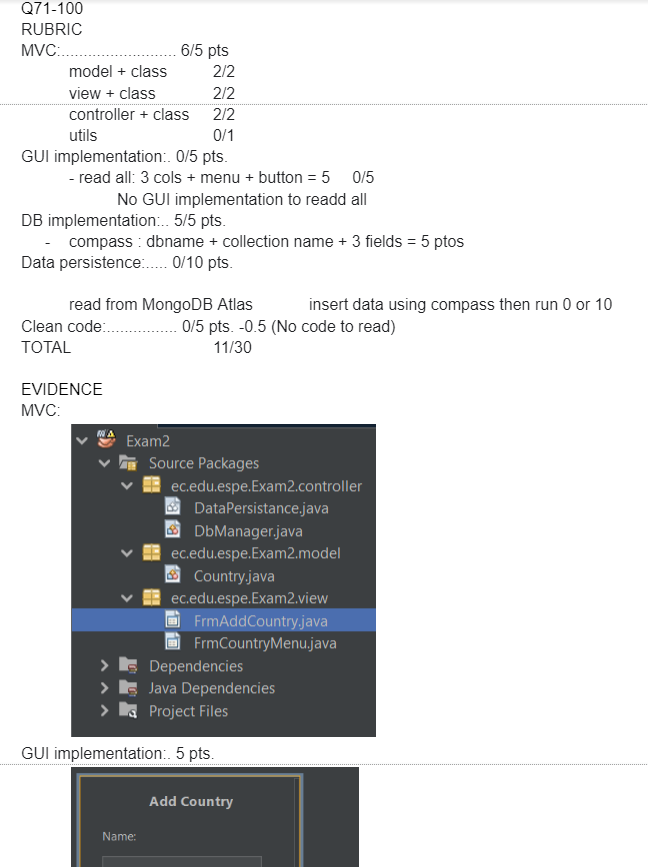 Q71-100
RUBRIC
MVC:........................... 6/5 pts
model + class 2/2
view + class 2/2
controller + class 2/2
utils 0/1
GUI implementation:. 0/5 pts.
- read all: 3 cols + menu + button = 5 0/5
No GUI implementation to readd all
DB implementation:.. 5/5 pts.
- compass : dbname + collection name + 3 fields = 5 ptos
Data persistence:..... 0/10 pts.
read from MongoDB Atlas insert data using compass then run 0 or 10
Clean code:................ 0/5 pts. -0.5 (No code to read)
TOTAL 11/30
EVIDENCE
MVC:
Exam2
Source Packages
ec.edu.espe.Exam2.controller
DataPersistance.java
DbManager.java
ec.edu.espe.Exam2.model
Country.java
ec.edu.espe.Exam2.view
FrmAddCountry.java
FrmCountryMenu.java
Dependencies
Java Dependencies
Project Files
GUI implementation:. 5 pts.
Add Country
Name: